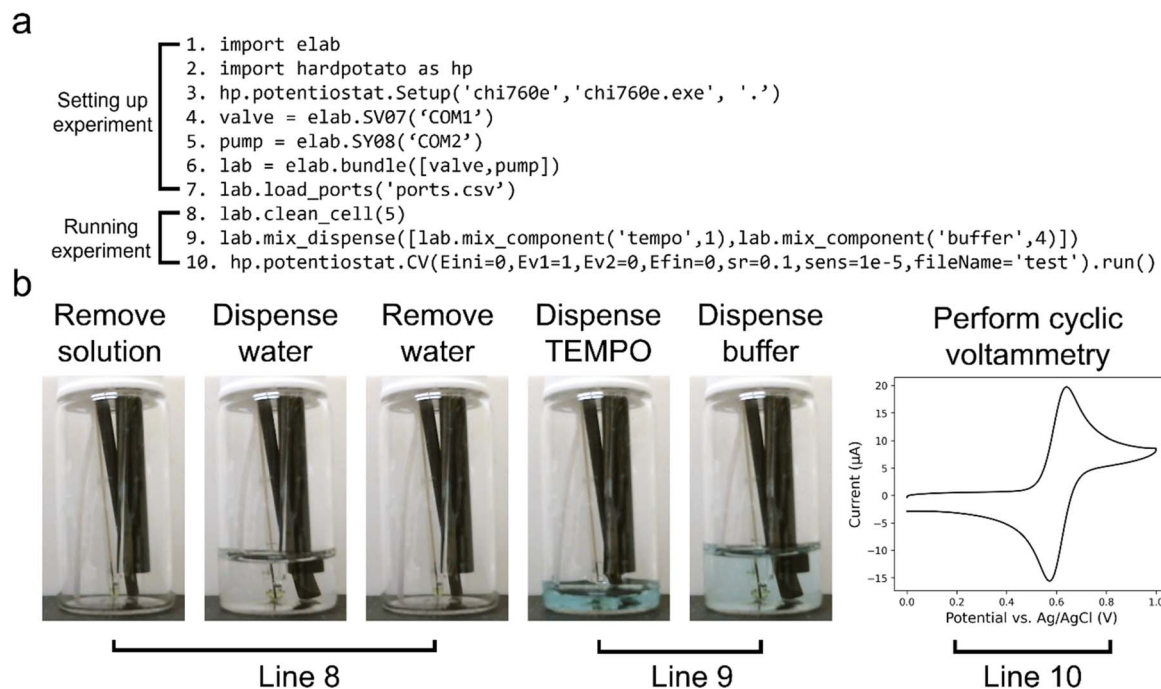 a
Setting up
experiment
1. import elab
2. import hardpotato as hp
3. hp.potentiostat.Setup('chi760e','chi760e.exe', '.’)
4. valve = elab.SV07(‘COM1’)
5. pump = elab.SY08(‘COM2’)
6. lab = elab.bundle([valve,pump])
7. lab.load_ports('ports.csv’)
Running
experiment
8. lab.clean_cell(5)
9. lab.mix_dispense([lab.mix_component('tempo',1),lab.mix_component('buffer',4)])
10. hp.potentiostat.CV(Eini=0,Ev1=1,Ev2=0,Efin=0,sr=0.1,sens=1e-5,fileName='test').run()
b
Remove
solution
Dispense
water
Remove
water
Dispense
TEMPO
Dispense
buffer
Perform cyclic
voltammetry
20
15
10
5
0
−5
−10
−15
Current (µA)
0.0 0.2 0.4 0.6 0.8 1.0
Potential vs. Ag/AgCl (V)
Line 8
Line 9
Line 10